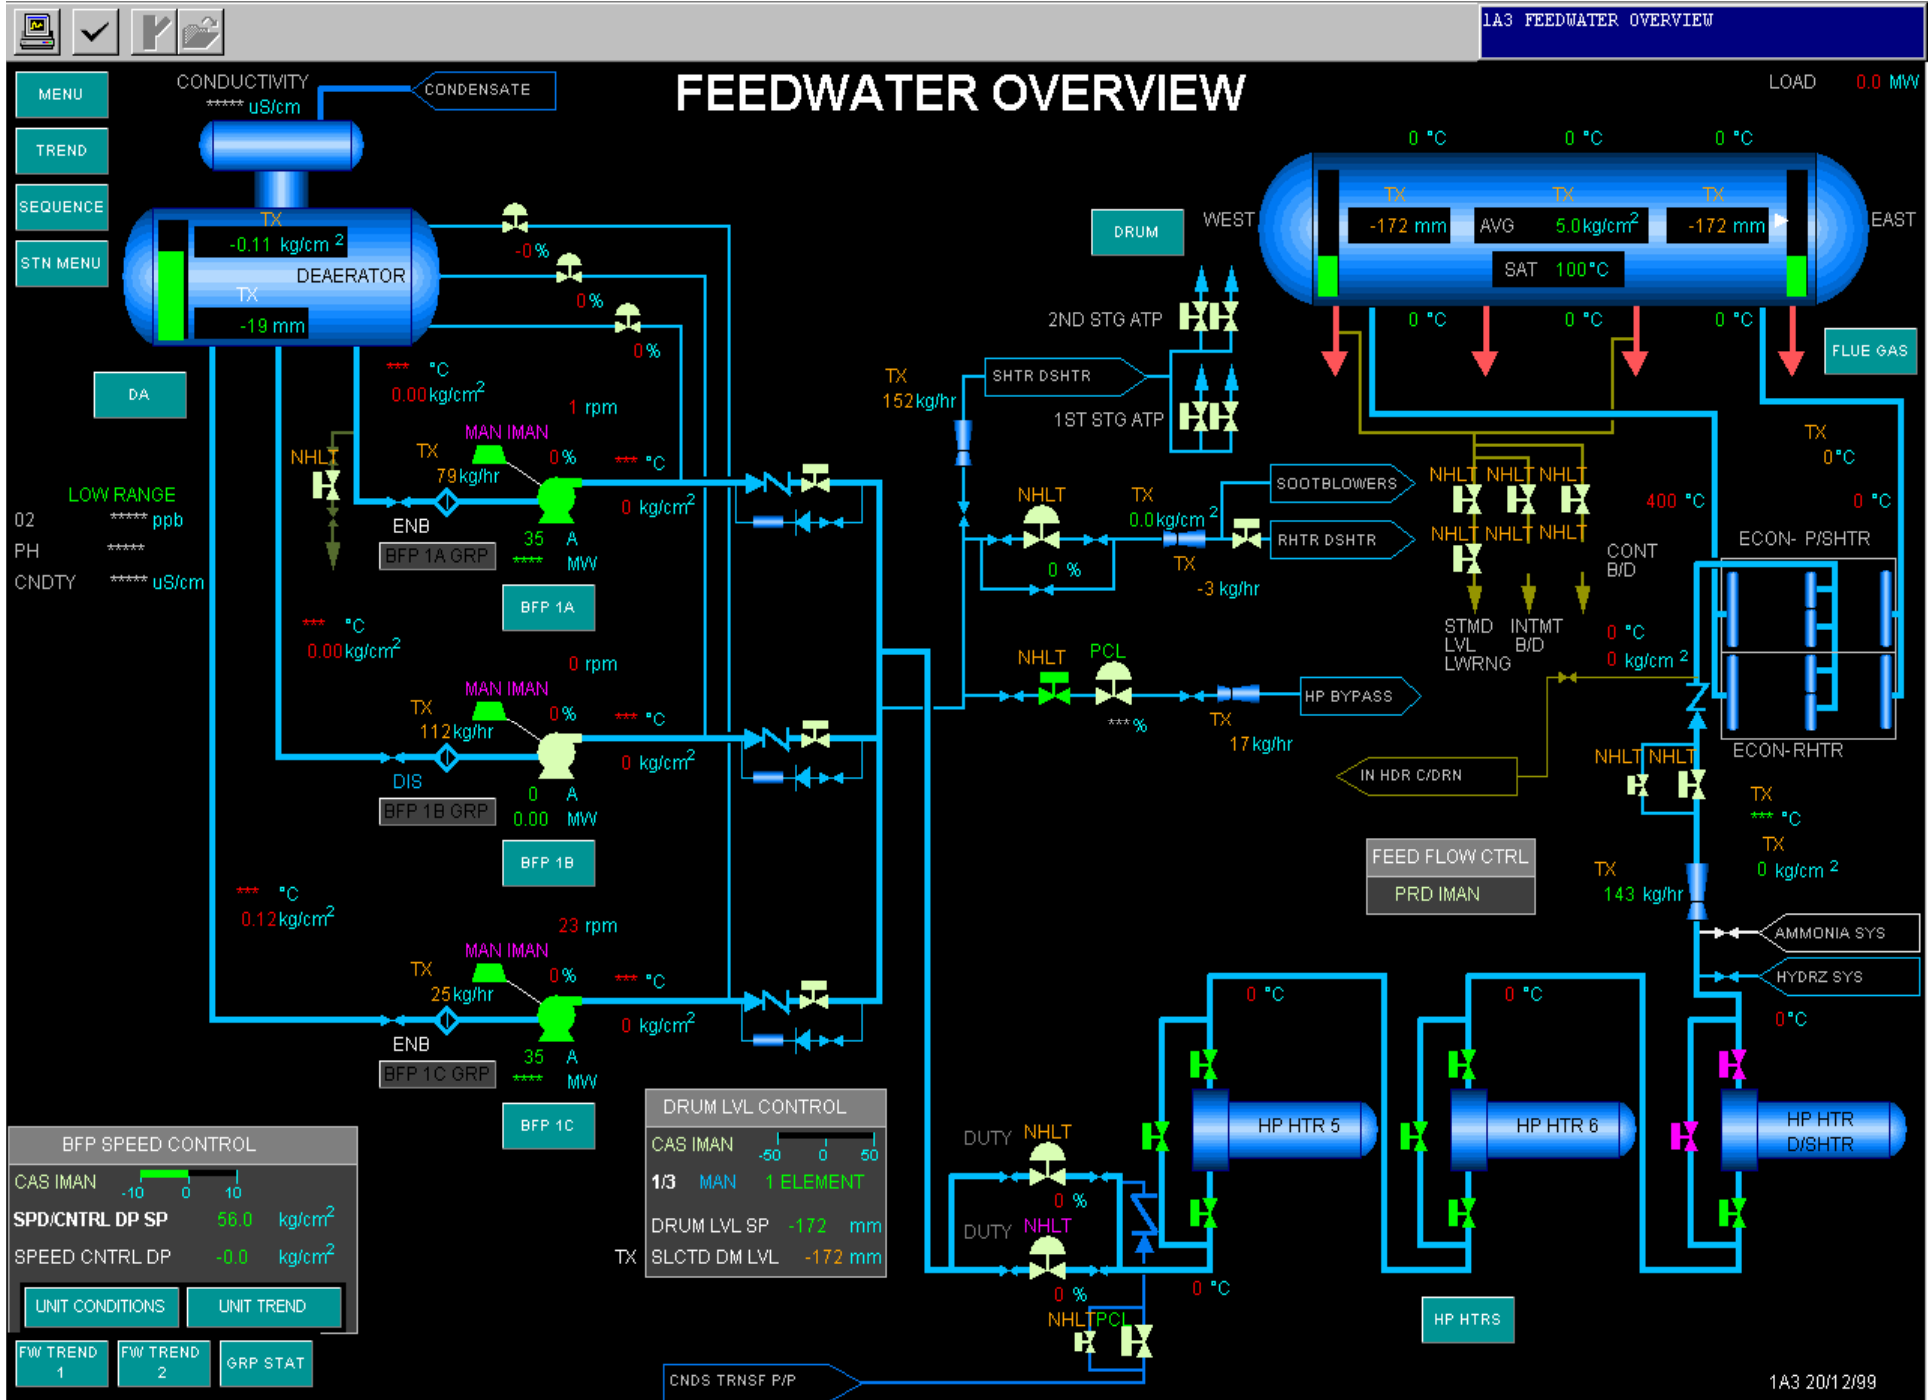 1A3 FEEDWATER OVERVIEW
FEEDWATER OVERVIEW
LOAD 0.0 MW
MENU
TREND
SEQUENCE
STN MENU
CONDUCTIVITY
***** uS/cm
CONDENSATE
TX
-0.11 kg/cm 2
DEAERATOR
TX
-19 mm
DA
-0%
0%
0%
*** °C
0.00 kg/cm2
1 rpm
MAN IMAN
TX
79 kg/hr
0%
*** °C
0 kg/cm2
NHLT
ENB
BFP 1A GRP
35 A
**** MW
BFP 1A
LOW RANGE
02 ***** ppb
PH *****
CNDTY ***** uS/cm
*** °C
0.00 kg/cm2
0 rpm
MAN IMAN
TX
112 kg/hr
0%
*** °C
0 kg/cm2
DIS
BFP 1B GRP
0 A
0.00 MW
BFP 1B
*** °C
0.12 kg/cm2
23 rpm
MAN IMAN
TX
25 kg/hr
0%
*** °C
0 kg/cm2
ENB
BFP 1C GRP
35 A
**** MW
BFP 1C
BFP SPEED CONTROL
CAS IMAN
-10 0 10
SPD/CNTRL DP SP 56.0 kg/cm2
SPEED CNTRL DP -0.0 kg/cm2
UNIT CONDITIONS
UNIT TREND
FW TREND 1
FW TREND 2
GRP STAT
DRUM LVL CONTROL
CAS IMAN
-50 0 50
1/3 MAN 1 ELEMENT
DRUM LVL SP -172 mm
TX SLCTD DM LVL -172 mm
CNDS TRNSF P/P
DRUM
WEST
EAST
0 °C 0 °C 0 °C
TX TX TX
-172 mm AVG 5.0 kg/cm2 -172 mm
SAT 100°C
0 °C 0 °C 0 °C
FLUE GAS
2ND STG ATP
SHTR DSHTR
1ST STG ATP
TX
152 kg/hr
NHLT
0 %
TX
0.0 kg/cm 2
SOOTBLOWERS
RHTR DSHTR
TX
-3 kg/hr
NHLT PCL
*** %
TX
17 kg/hr
HP BYPASS
NHLT NHLT NHLT
NHLT NHLT NHLT
STMD LVL LWRNG
INTMT B/D
CONT B/D
400 °C
TX
0°C
0 °C
ECON- P/SHTR
0 °C
0 kg/cm 2
ECON-RHTR
IN HDR C/DRN
NHLT NHLT
TX
*** °C
TX
0 kg/cm 2
FEED FLOW CTRL
PRD IMAN
TX
143 kg/hr
AMMONIA SYS
HYDRZ SYS
0 °C
0 °C
0°C
HP HTR 5
HP HTR 6
HP HTR D/SHTR
DUTY NHLT
0 %
DUTY NHLT
0 %
0 °C
NHLT PCL
HP HTRS
1A3 20/12/99